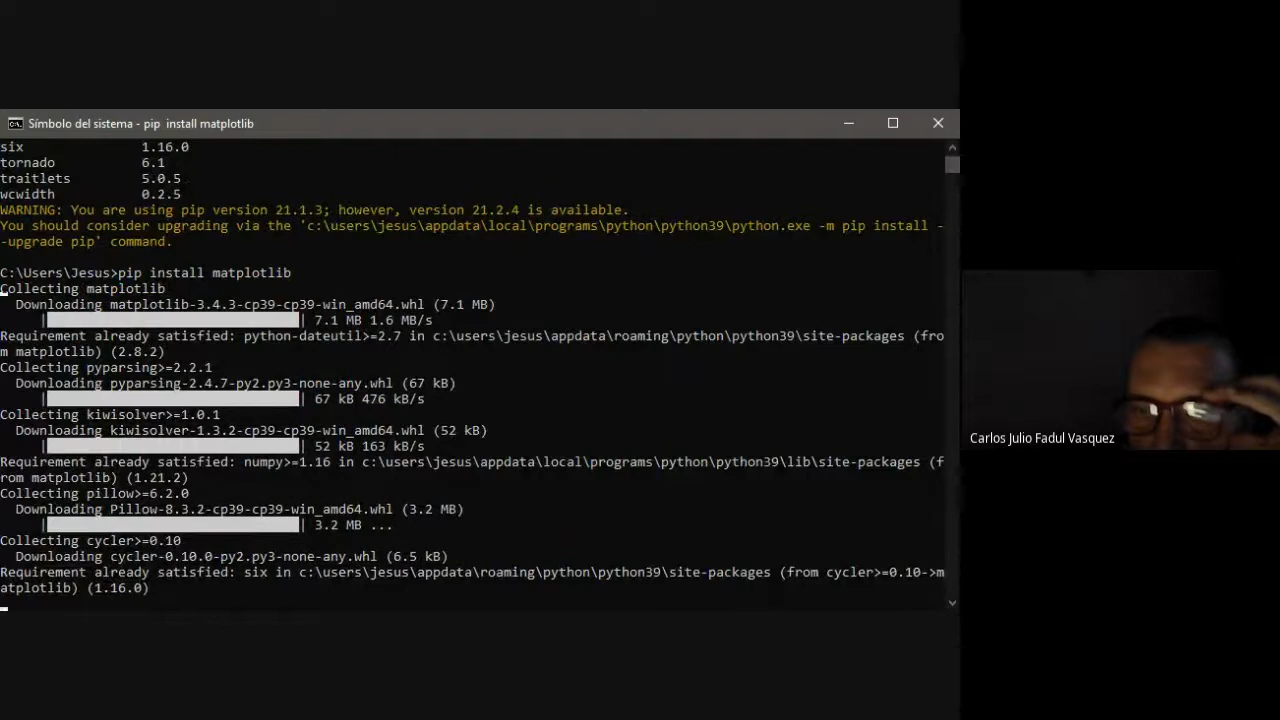 Símbolo del sistema - pip  install matplotlib
six               1.16.0
tornado           6.1
traitlets         5.0.5
wcwidth           0.2.5
WARNING: You are using pip version 21.1.3; however, version 21.2.4 is available.
You should consider upgrading via the 'c:\users\jesus\appdata\local\programs\python\python39\python.exe -m pip install -
-upgrade pip' command.
C:\Users\Jesus>pip install matplotlib
Collecting matplotlib
  Downloading matplotlib-3.4.3-cp39-cp39-win_amd64.whl (7.1 MB)
     | | 7.1 MB 1.6 MB/s
Requirement already satisfied: python-dateutil>=2.7 in c:\users\jesus\appdata\roaming\python\python39\site-packages (fro
m matplotlib) (2.8.2)
Collecting pyparsing>=2.2.1
  Downloading pyparsing-2.4.7-py2.py3-none-any.whl (67 kB)
     | | 67 kB 476 kB/s
Collecting kiwisolver>=1.0.1
  Downloading kiwisolver-1.3.2-cp39-cp39-win_amd64.whl (52 kB)
     | | 52 kB 163 kB/s
Requirement already satisfied: numpy>=1.16 in c:\users\jesus\appdata\local\programs\python\python39\lib\site-packages (f
rom matplotlib) (1.21.2)
Collecting pillow>=6.2.0
  Downloading Pillow-8.3.2-cp39-cp39-win_amd64.whl (3.2 MB)
     | | 3.2 MB ...
Collecting cycler>=0.10
  Downloading cycler-0.10.0-py2.py3-none-any.whl (6.5 kB)
Requirement already satisfied: six in c:\users\jesus\appdata\roaming\python\python39\site-packages (from cycler>=0.10->m
atplotlib) (1.16.0)
Carlos Julio Fadul Vasquez